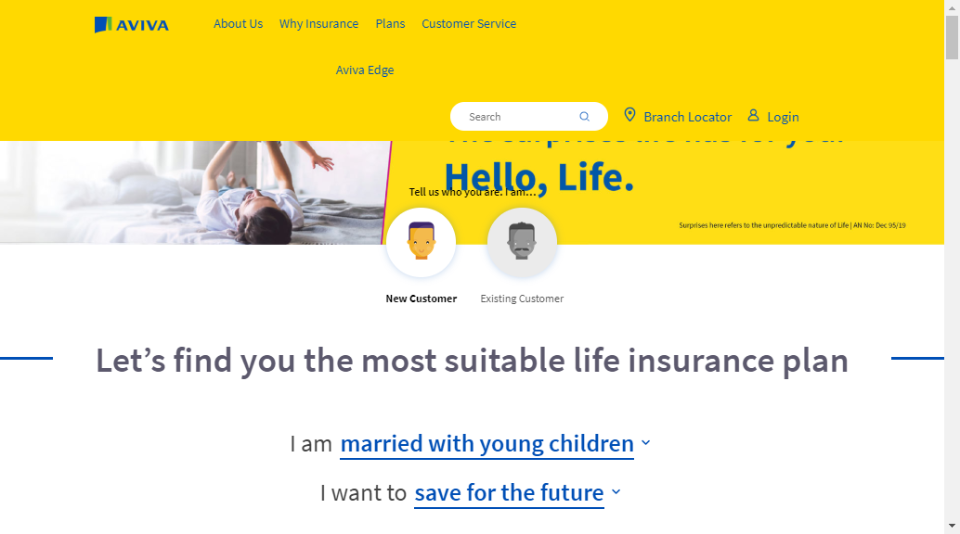 AVIVA
About Us Why Insurance Plans Customer Service
Aviva Edge
Search
Branch Locator
Login
Hello, Life.
Tell us who you are. I am...
Surprises here refers to the unpredictable nature of Life | AN No: Dec 95/19
New Customer Existing Customer
Let's find you the most suitable life insurance plan
I am married with young children
I want to save for the future